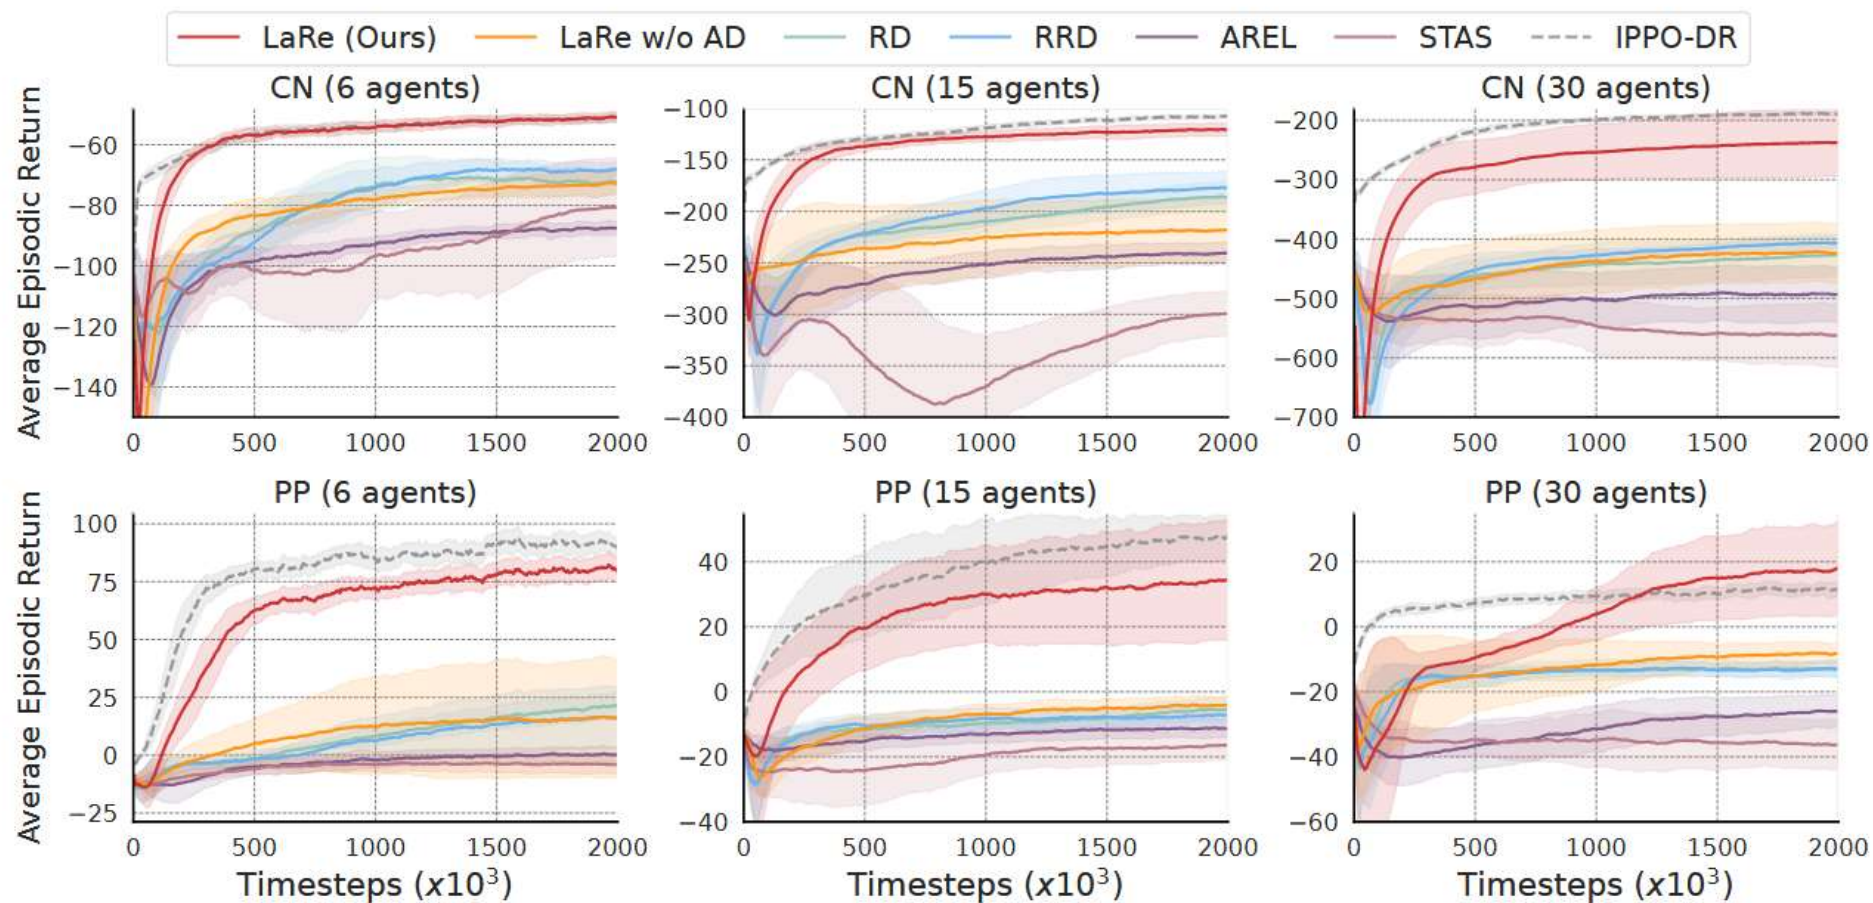 LaRe (Ours) LaRe w/o AD RD RRD AREL STAS IPPO-DR
CN (6 agents) CN (15 agents) CN (30 agents)
Average Episodic Return
−60
−80
−100
−120
−140
0 500 1000 1500 2000
−100
−150
−200
−250
−300
−350
−400
0 500 1000 1500 2000
−200
−300
−400
−500
−600
−700
0 500 1000 1500 2000
PP (6 agents) PP (15 agents) PP (30 agents)
Average Episodic Return
100
75
50
25
0
−25
0 500 1000 1500 2000
Timesteps (x10³)
40
20
0
−20
−40
0 500 1000 1500 2000
Timesteps (x10³)
20
0
−20
−40
−60
0 500 1000 1500 2000
Timesteps (x10³)